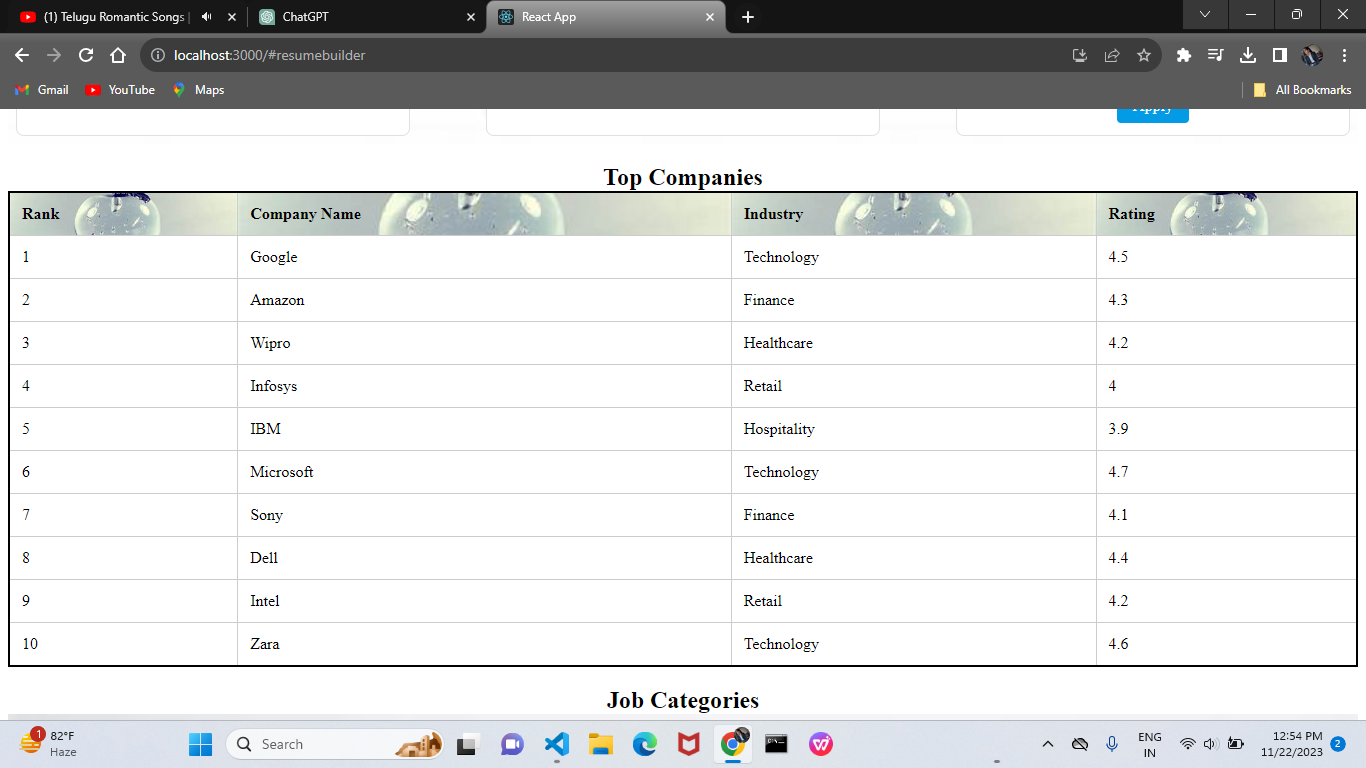 (1) Telugu Romantic Songs |
ChatGPT
React App
localhost:3000/#resumebuilder
Gmail
YouTube
Maps
All Bookmarks
Apply
Top Companies
Rank Company Name Industry Rating
1 Google Technology 4.5
2 Amazon Finance 4.3
3 Wipro Healthcare 4.2
4 Infosys Retail 4
5 IBM Hospitality 3.9
6 Microsoft Technology 4.7
7 Sony Finance 4.1
8 Dell Healthcare 4.4
9 Intel Retail 4.2
10 Zara Technology 4.6
Job Categories
1
82°F
Haze
Search
ENG
IN
12:54 PM
11/22/2023
2